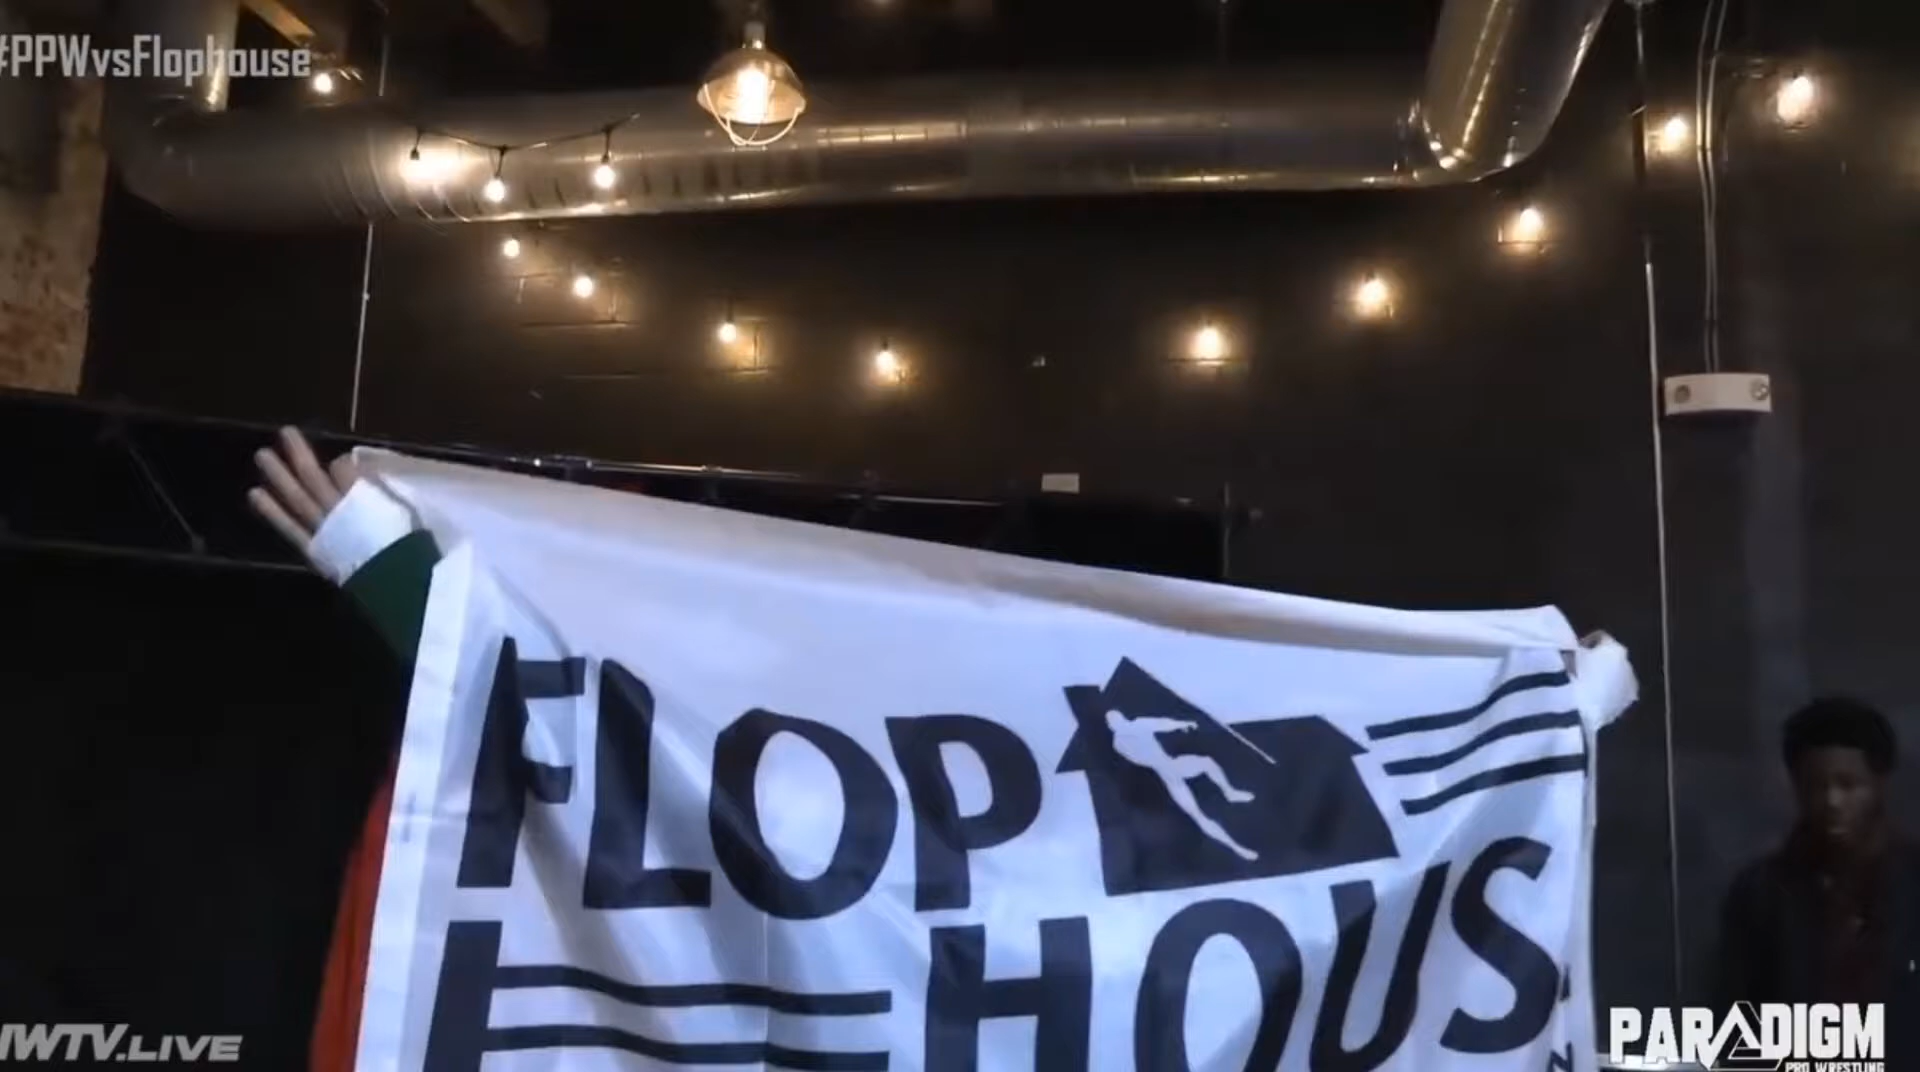 #PPWvsFlophouse
FLOP
HOUS
IWTV.LIVE
PARADIGM
PRO WRESTLING